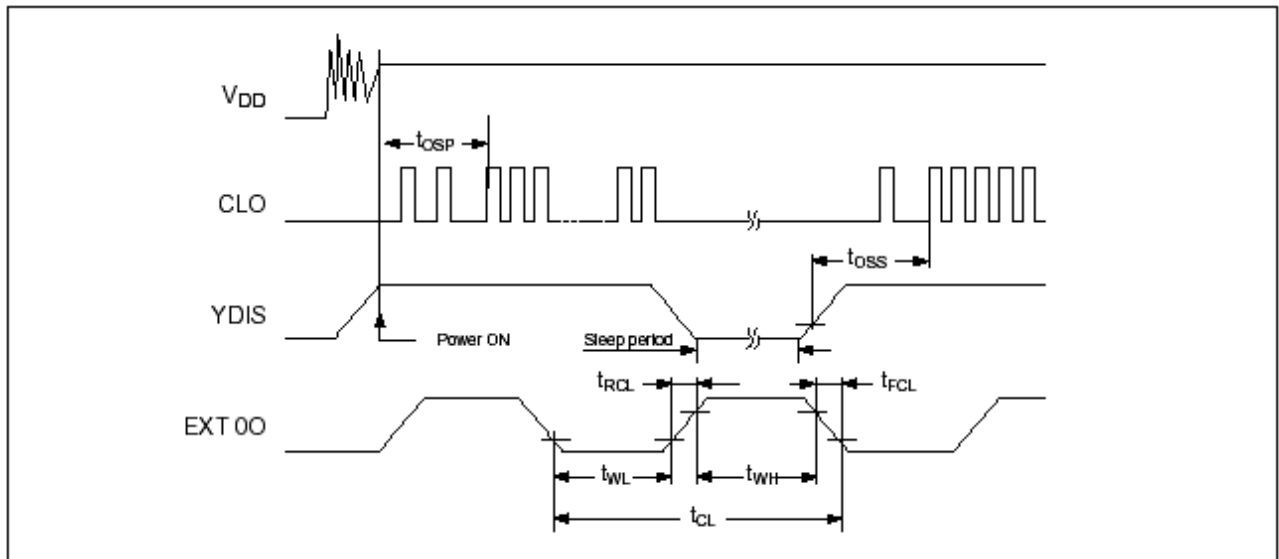 VDD
tOSP
CLO
tOSS
YDIS
Power ON
Sleep period
tRCL
tFCL
EXT 0O
tWL
tWH
tCL